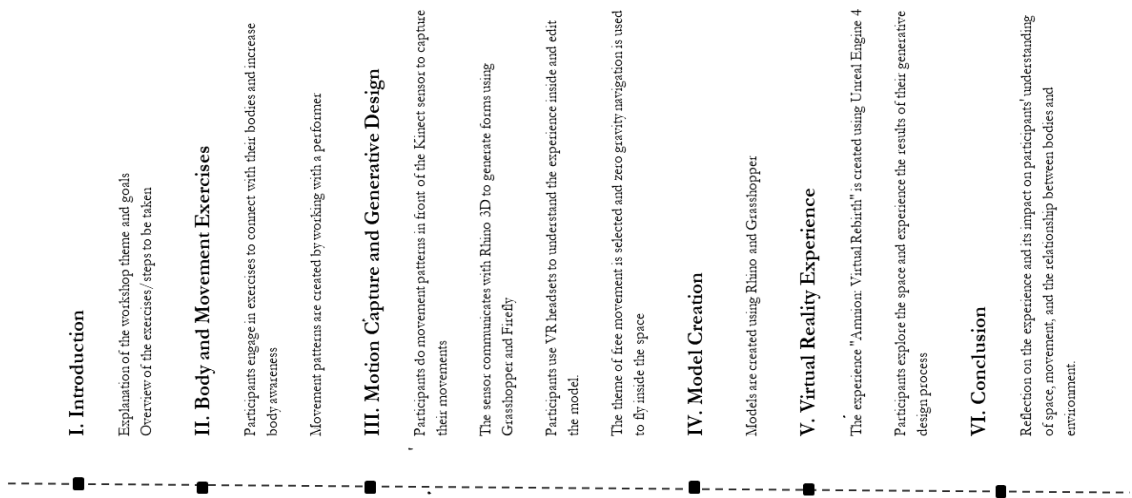 I. Introduction
Explanation of the workshop theme and goals
Overview of the exercises/steps to be taken
II. Body and Movement Exercises
Participants engage in exercises to connect with their bodies and increase
body awareness
Movement patterns are created by working with a performer
III. Motion Capture and Generative Design
Participants do movement patterns in front of the Kinect sensor to capture
their movements
The sensor communicates with Rhino 3D to generate forms using
Grasshopper and Firefly
Participants use VR headsets to understand the experience inside and edit
the model.
The theme of free movement is selected and zero gravity navigation is used
to fly inside the space
IV. Model Creation
Models are created using Rhino and Grasshopper
V. Virtual Reality Experience
The experience "Amnion: Virtual Rebirth" is created using Unreal Engine 4
Participants explore the space and experience the results of their generative
design process
VI. Conclusion
Reflection on the experience and its impact on participants' understanding
of space, movement, and the relationship between bodies and
environment.